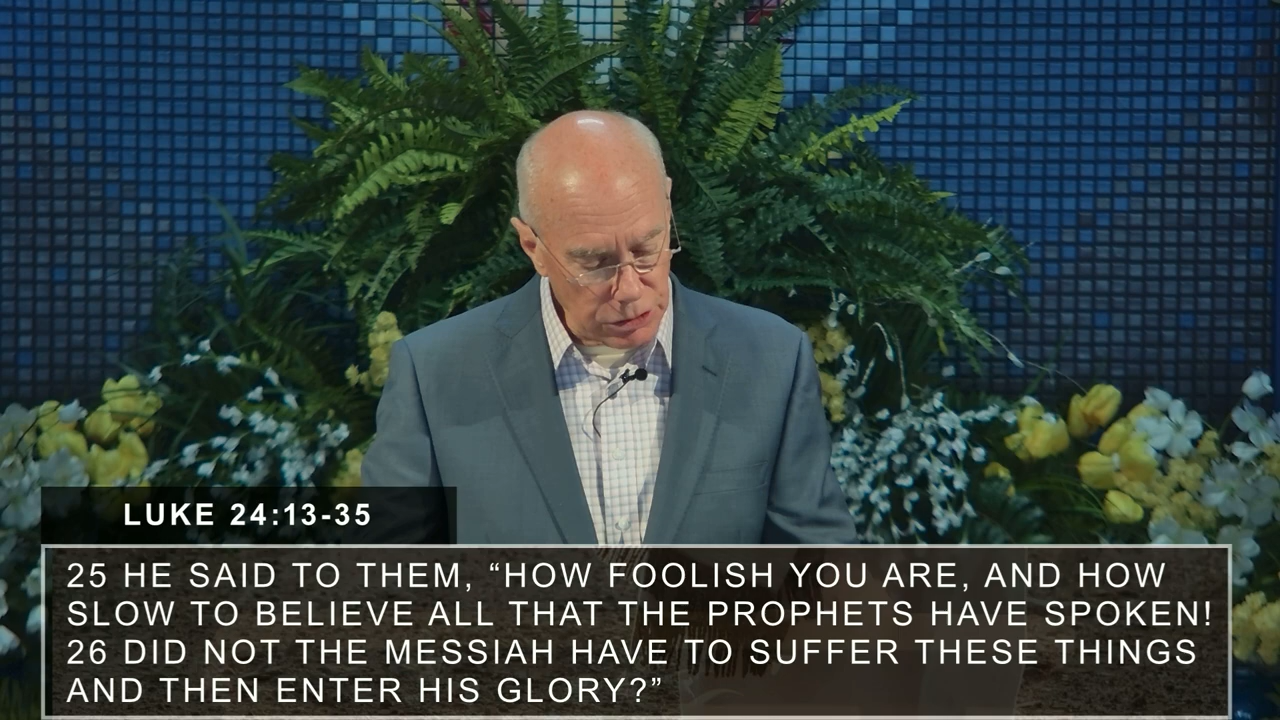 LUKE 24:13-35
25 HE SAID TO THEM, “HOW FOOLISH YOU ARE, AND HOW
SLOW TO BELIEVE ALL THAT THE PROPHETS HAVE SPOKEN!
26 DID NOT THE MESSIAH HAVE TO SUFFER THESE THINGS
AND THEN ENTER HIS GLORY?”